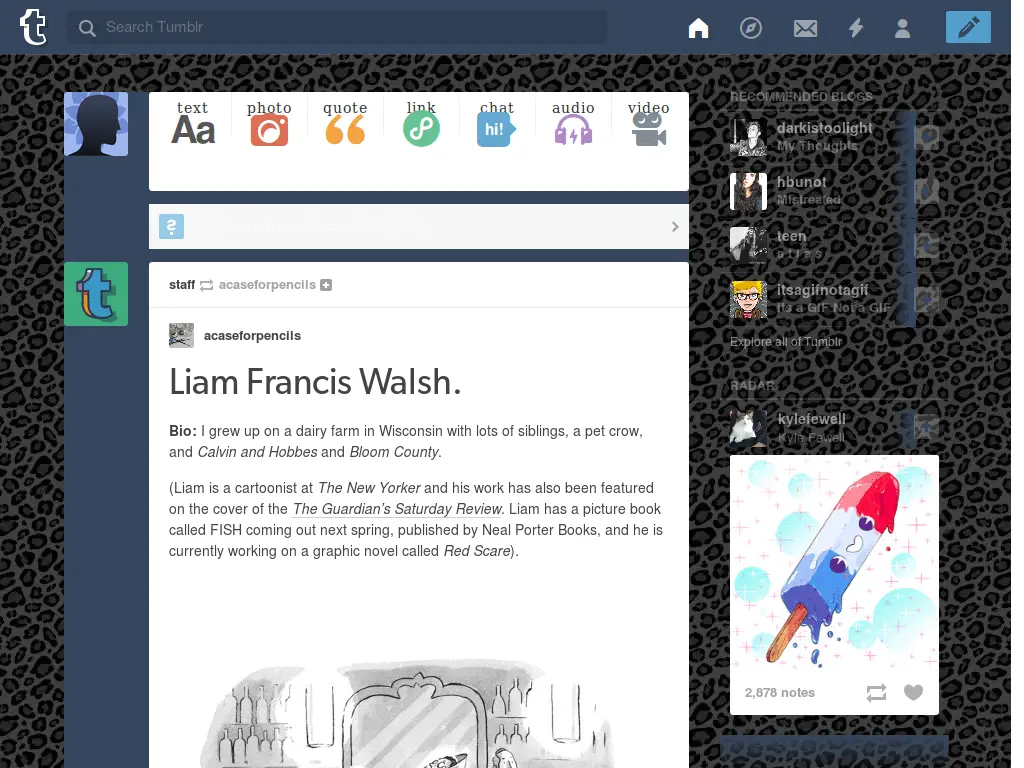 Search Tumblr
text photo quote link chat audio video
Aa hi!
RECOMMENDED BLOGS
darkistoolight
My Thoughts
hbunot
Mistreated
teen
a t l a s
itsagifnotagif
Its a GIF Not a GIF
Explore all of Tumblr
staff acaseforpencils
acaseforpencils
Liam Francis Walsh.
Bio: I grew up on a dairy farm in Wisconsin with lots of siblings, a pet crow,
and Calvin and Hobbes and Bloom County.
(Liam is a cartoonist at The New Yorker and his work has also been featured
on the cover of the The Guardian’s Saturday Review. Liam has a picture book
called FISH coming out next spring, published by Neal Porter Books, and he is
currently working on a graphic novel called Red Scare).
RADAR
kylefewell
Kyle Fewell
2,878 notes